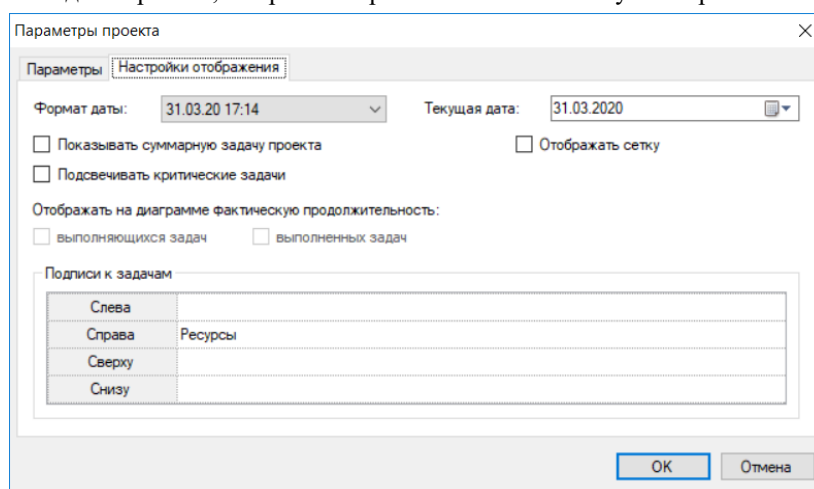 Параметры проекта
Параметры Настройки отображения
Формат даты: 31.03.20 17:14 Текущая дата: 31.03.2020
Показывать суммарную задачу проекта Отображать сетку
Подсвечивать критические задачи
Отображать на диаграмме фактическую продолжительность:
выполняющихся задач выполненных задач
Подписи к задачам
Слева
Справа Ресурсы
Сверху
Снизу
OK Отмена